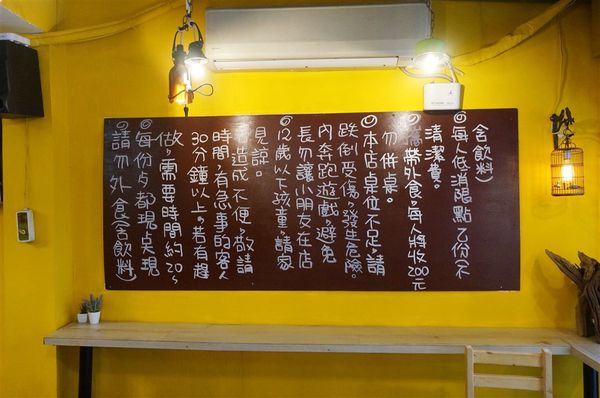 ◎請勿外食(含飲料)
◎每份歺都現点現
做,需要時間約20~
30分鐘以上。若有趕
時間,有急事的客人
造成不便,敬請
見諒。
◎12歲以下孩童,請家
長勿讓小朋友在店
內奔跑遊戲,避免
跌倒受傷,發生危險。
◎本店桌位不足,請
勿併桌。
◎攜帶外食,每人將收200元
清潔費。
◎每人低消限點乙份(不
含飲料)